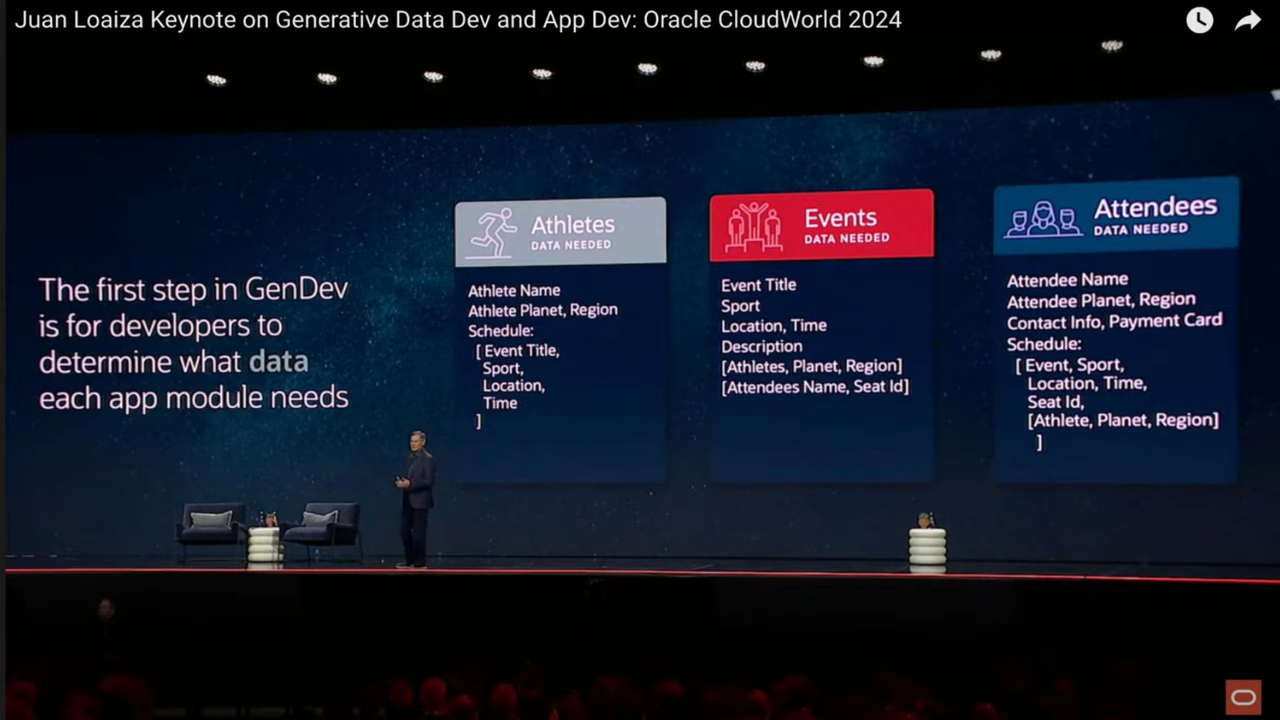 Juan Loaiza Keynote on Generative Data Dev and App Dev: Oracle CloudWorld 2024
The first step in GenDev
is for developers to
determine what data
each app module needs
Athletes
DATA NEEDED
Athlete Name
Athlete Planet, Region
Schedule:
[ Event Title,
Sport,
Location,
Time
]
Events
DATA NEEDED
Event Title
Sport
Location, Time
Description
[Athletes, Planet, Region]
[Attendees Name, Seat Id]
Attendees
DATA NEEDED
Attendee Name
Attendee Planet, Region
Contact Info, Payment Card
Schedule:
[ Event, Sport,
Location, Time,
Seat Id,
[Athlete, Planet, Region]
]